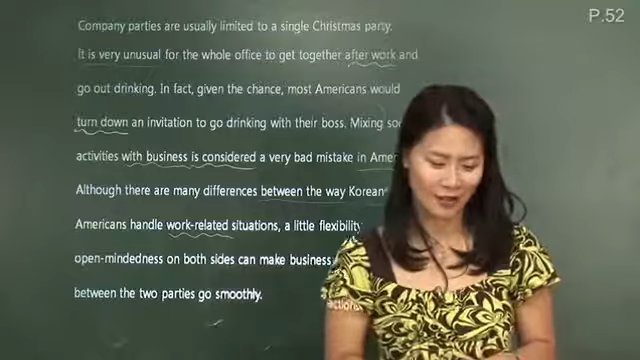 P.52
Company parties are usually limited to a single Christmas party.
It is very unusual for the whole office to get together after work and
go out drinking. In fact, given the chance, most Americans would
turn down an invitation to go drinking with their boss. Mixing
activities with business is considered a very bad mistake in
Although there are many differences between the way
Americans handle work-related situations, a little flexibility
open-mindedness on both sides can make business
between the two parties go smoothly.